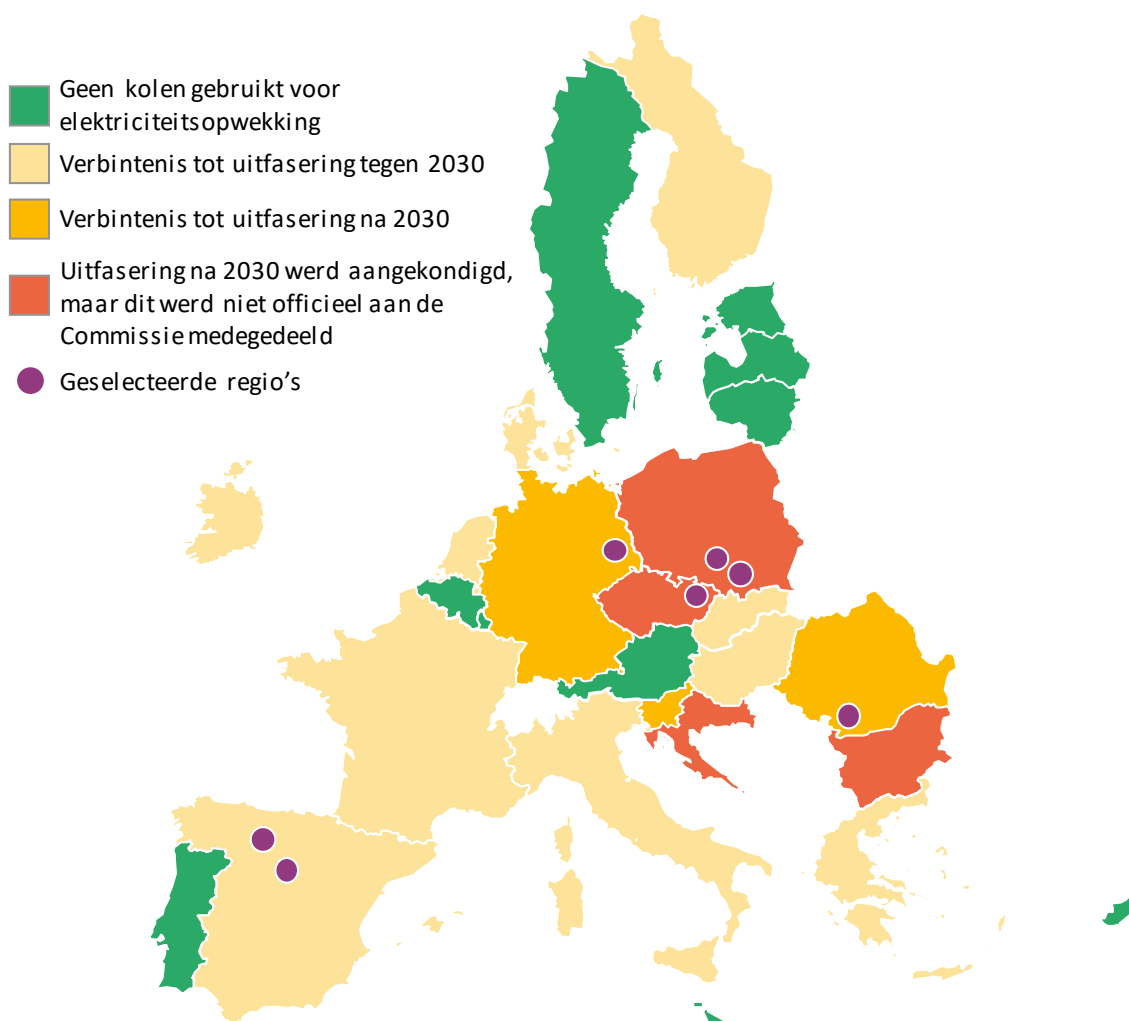 Geen kolen gebruikt voor
elektriciteitsopwekking
Verbintenis tot uitfasering tegen 2030
Verbintenis tot uitfasering na 2030
Uitfasering na 2030 werd aangekondigd,
maar dit werd niet officieel aan de
Commissie medegedeeld
Geselecteerde regio’s